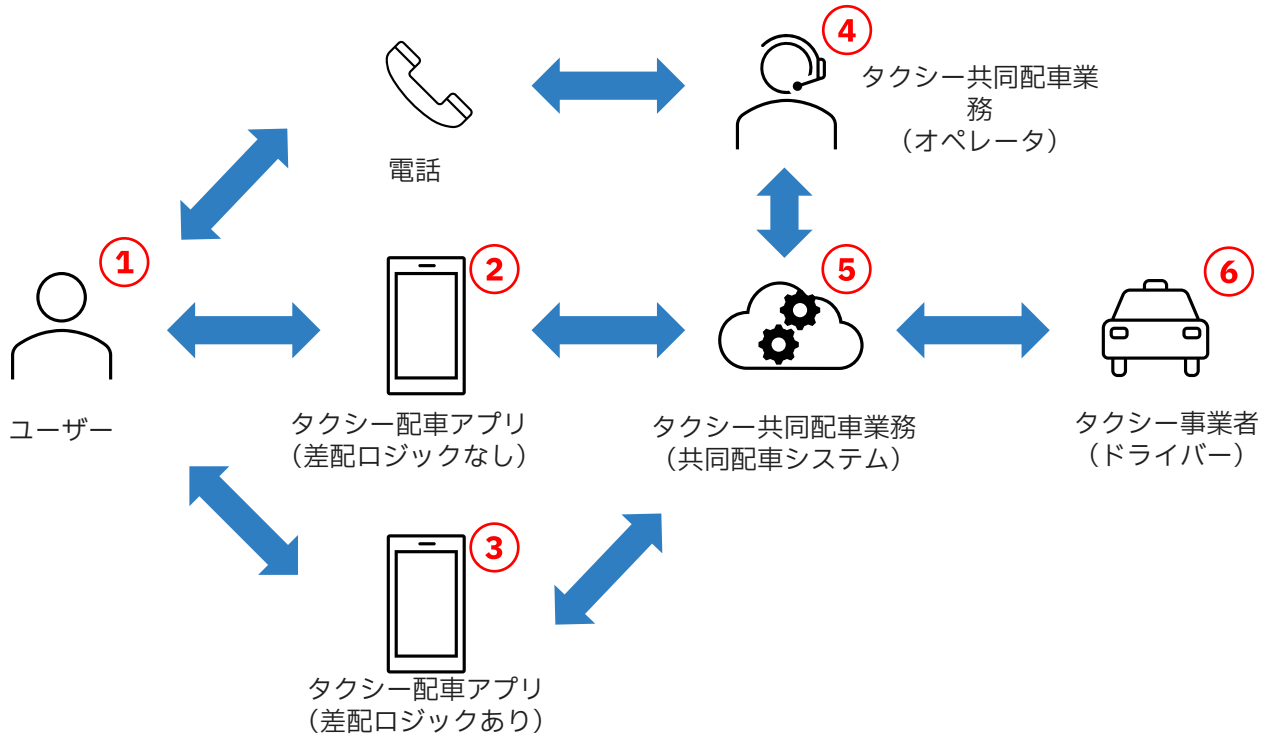 ④
タクシー共同配車業
務
（オペレータ）
電話
①
②
⑤
⑥
ユーザー
タクシー配車アプリ
（差配ロジックなし）
タクシー共同配車業務
（共同配車システム）
タクシー事業者
（ドライバー）
③
タクシー配車アプリ
（差配ロジックあり）